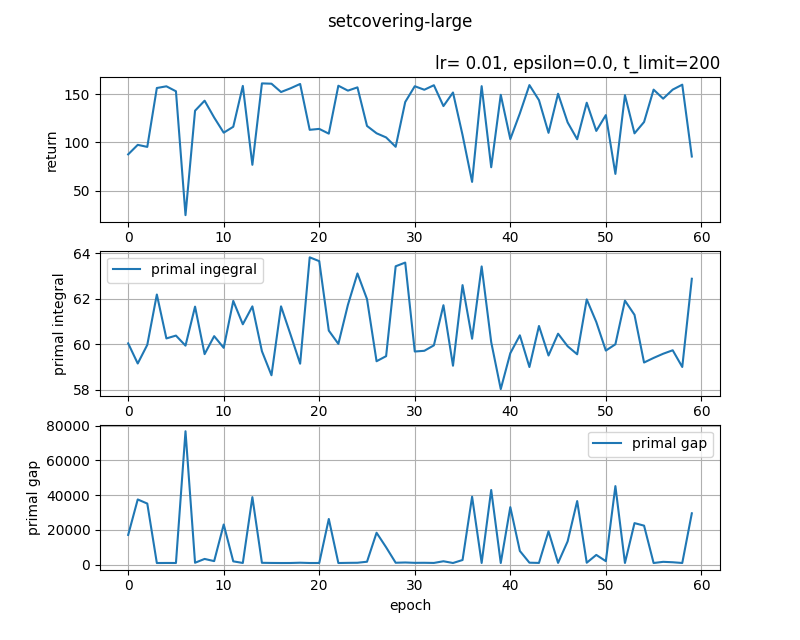 setcovering-large
lr= 0.01, epsilon=0.0, t_limit=200
return
150
100
50
0 10 20 30 40 50 60
primal integral
64
62
60
58
primal ingegral
0 10 20 30 40 50 60
primal gap
80000
60000
40000
20000
0
primal gap
0 10 20 30 40 50 60
epoch